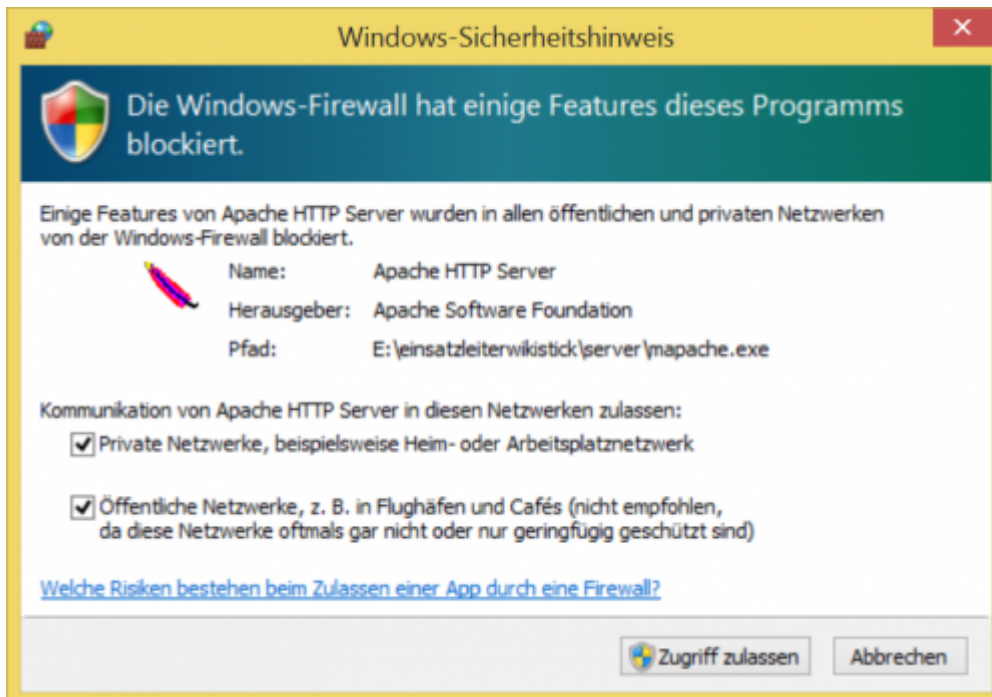 Windows-Sicherheitshinweis
Die Windows-Firewall hat einige Features dieses Programms
blockiert.
Einige Features von Apache HTTP Server wurden in allen öffentlichen und privaten Netzwerken
von der Windows-Firewall blockiert.
Name: Apache HTTP Server
Herausgeber: Apache Software Foundation
Pfad: E:\einsatzleiterwikistick\server\mapache.exe
Kommunikation von Apache HTTP Server in diesen Netzwerken zulassen:
Private Netzwerke, beispielsweise Heim- oder Arbeitsplatznetzwerk
Öffentliche Netzwerke, z. B. in Flughäfen und Cafés (nicht empfohlen,
da diese Netzwerke oftmals gar nicht oder nur geringfügig geschützt sind)
Welche Risiken bestehen beim Zulassen einer App durch eine Firewall?
Zugriff zulassen Abbrechen